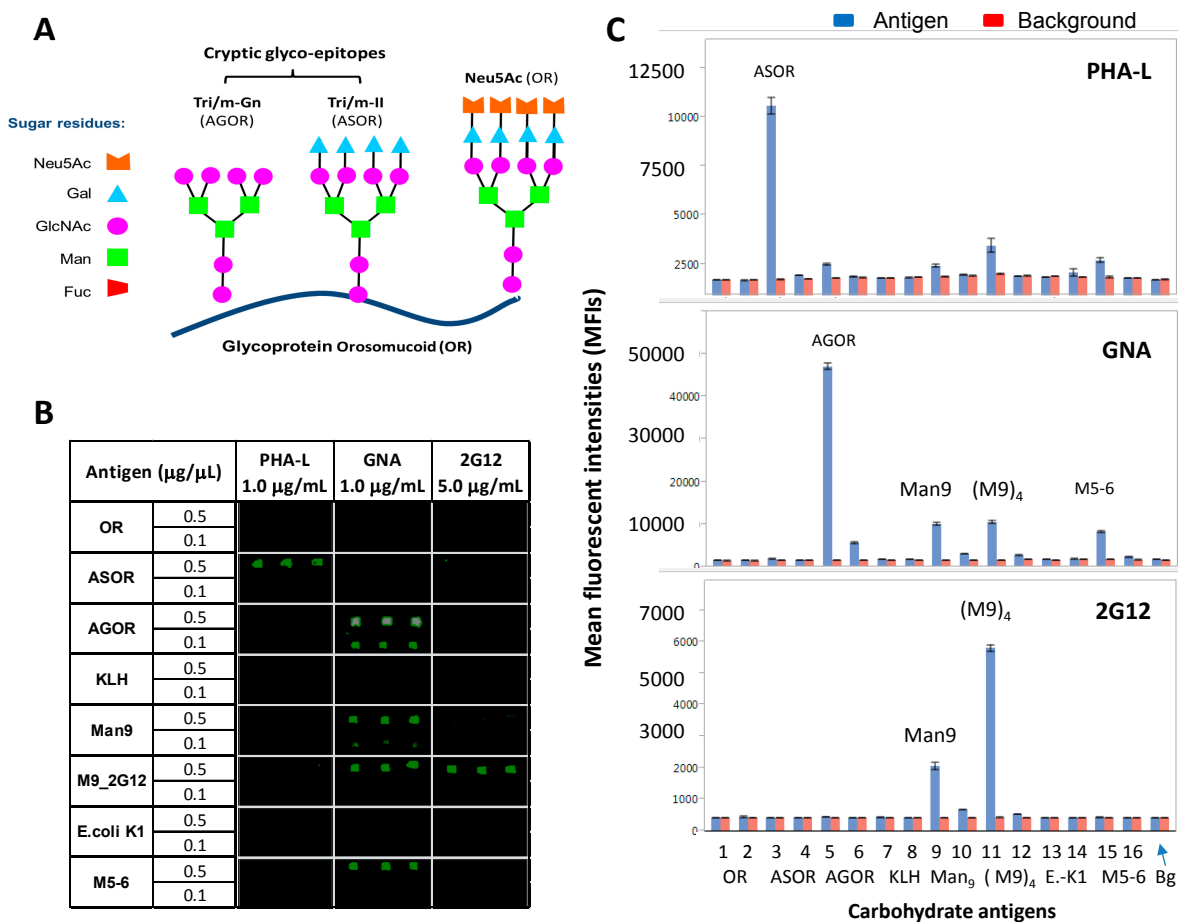 A
Cryptic glyco-epitopes
Tri/m-Gn
(AGOR)
Tri/m-II
(ASOR)
Neu5Ac (OR)
Sugar residues:
Neu5Ac
Gal
GlcNAc
Man
Fuc
Glycoprotein Orosomucoid (OR)
B
Antigen (µg/µL)
PHA-L
1.0 µg/mL
GNA
1.0 µg/mL
2G12
5.0 µg/mL
OR
0.5
0.1
ASOR
0.5
0.1
AGOR
0.5
0.1
KLH
0.5
0.1
Man9
0.5
0.1
M9_2G12
0.5
0.1
E.coli K1
0.5
0.1
M5-6
0.5
0.1
C
Antigen Background
Mean fluorescent intensities (MFIs)
PHA-L
ASOR
12500
10000
7500
5000
2500
GNA
AGOR
Man9
(M9)4
M5-6
50000
40000
30000
20000
10000
0
2G12
(M9)4
Man9
7000
6000
4000
3000
2000
1000
0
1 2 3 4 5 6 7 8 9 10 11 12 13 14 15 16
OR ASOR AGOR KLH Man9 ( M9)4 E.-K1 M5-6 Bg
Carbohydrate antigens